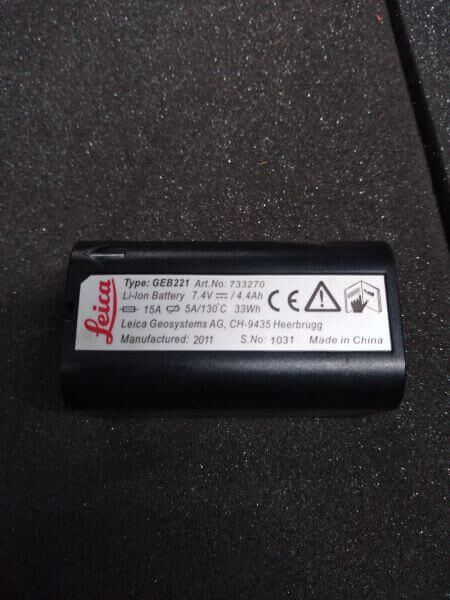 Leica
Type: GEB221 Art.No: 733270
Li-Ion Battery 7.4V⎓/4.4Ah
15A 5A/130°C 33Wh
Leica Geosystems AG, CH-9435 Heerbrugg
Manufactured: 2011 S.No: 1031 Made in China
CE